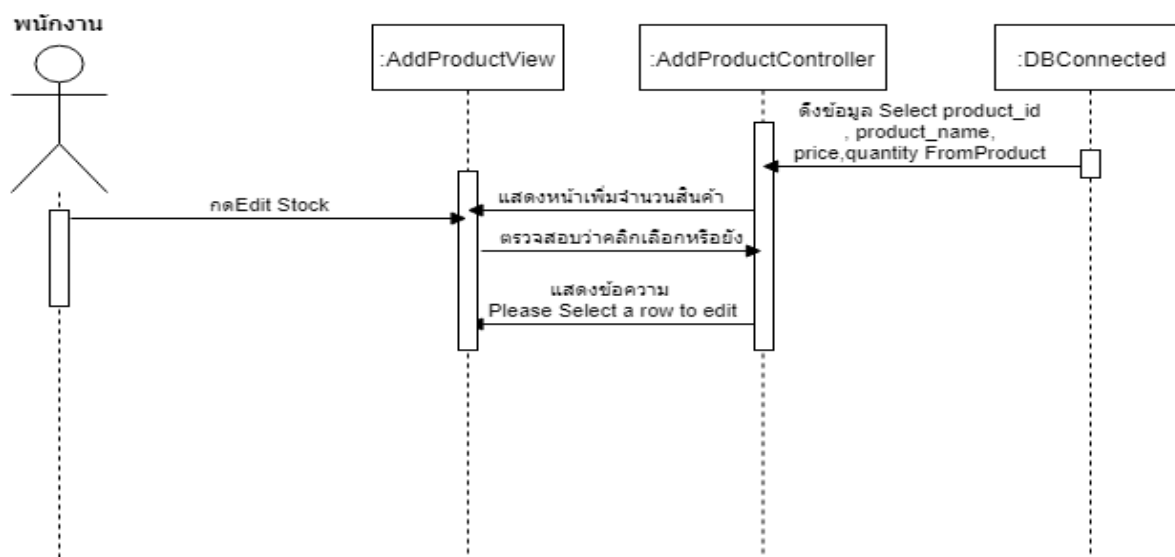 พนักงาน
:AddProductView
:AddProductController
:DBConnected
ดึงข้อมูล Select product_id
, product_name,
price,quantity FromProduct
แสดงหน้าเพิ่มจำนวนสินค้า
กดEdit Stock
ตรวจสอบว่าคลิกเลือกหรือยัง
แสดงข้อความ
Please Select a row to edit